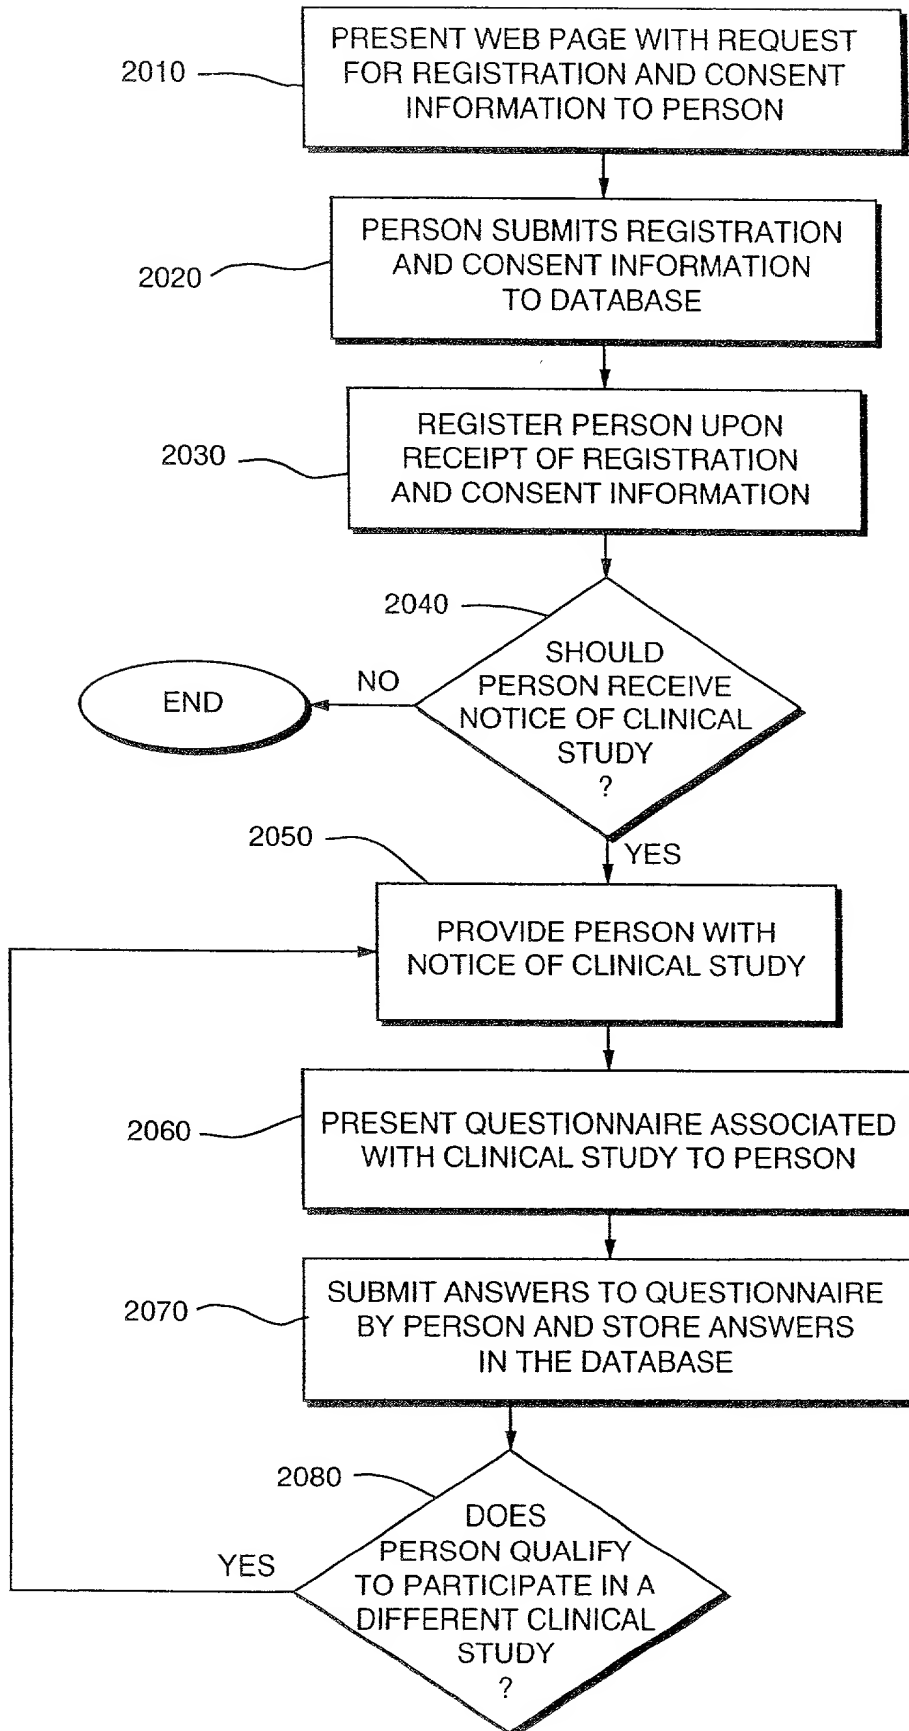 2010
PRESENT WEB PAGE WITH REQUEST
FOR REGISTRATION AND CONSENT
INFORMATION TO PERSON
2020
PERSON SUBMITS REGISTRATION
AND CONSENT INFORMATION
TO DATABASE
2030
REGISTER PERSON UPON
RECEIPT OF REGISTRATION
AND CONSENT INFORMATION
2040
SHOULD
PERSON RECEIVE
NOTICE OF CLINICAL
STUDY
?
NO
END
YES
2050
PROVIDE PERSON WITH
NOTICE OF CLINICAL STUDY
2060
PRESENT QUESTIONNAIRE ASSOCIATED
WITH CLINICAL STUDY TO PERSON
2070
SUBMIT ANSWERS TO QUESTIONNAIRE
BY PERSON AND STORE ANSWERS
IN THE DATABASE
2080
DOES
PERSON QUALIFY
TO PARTICIPATE IN A
DIFFERENT CLINICAL
STUDY
?
YES